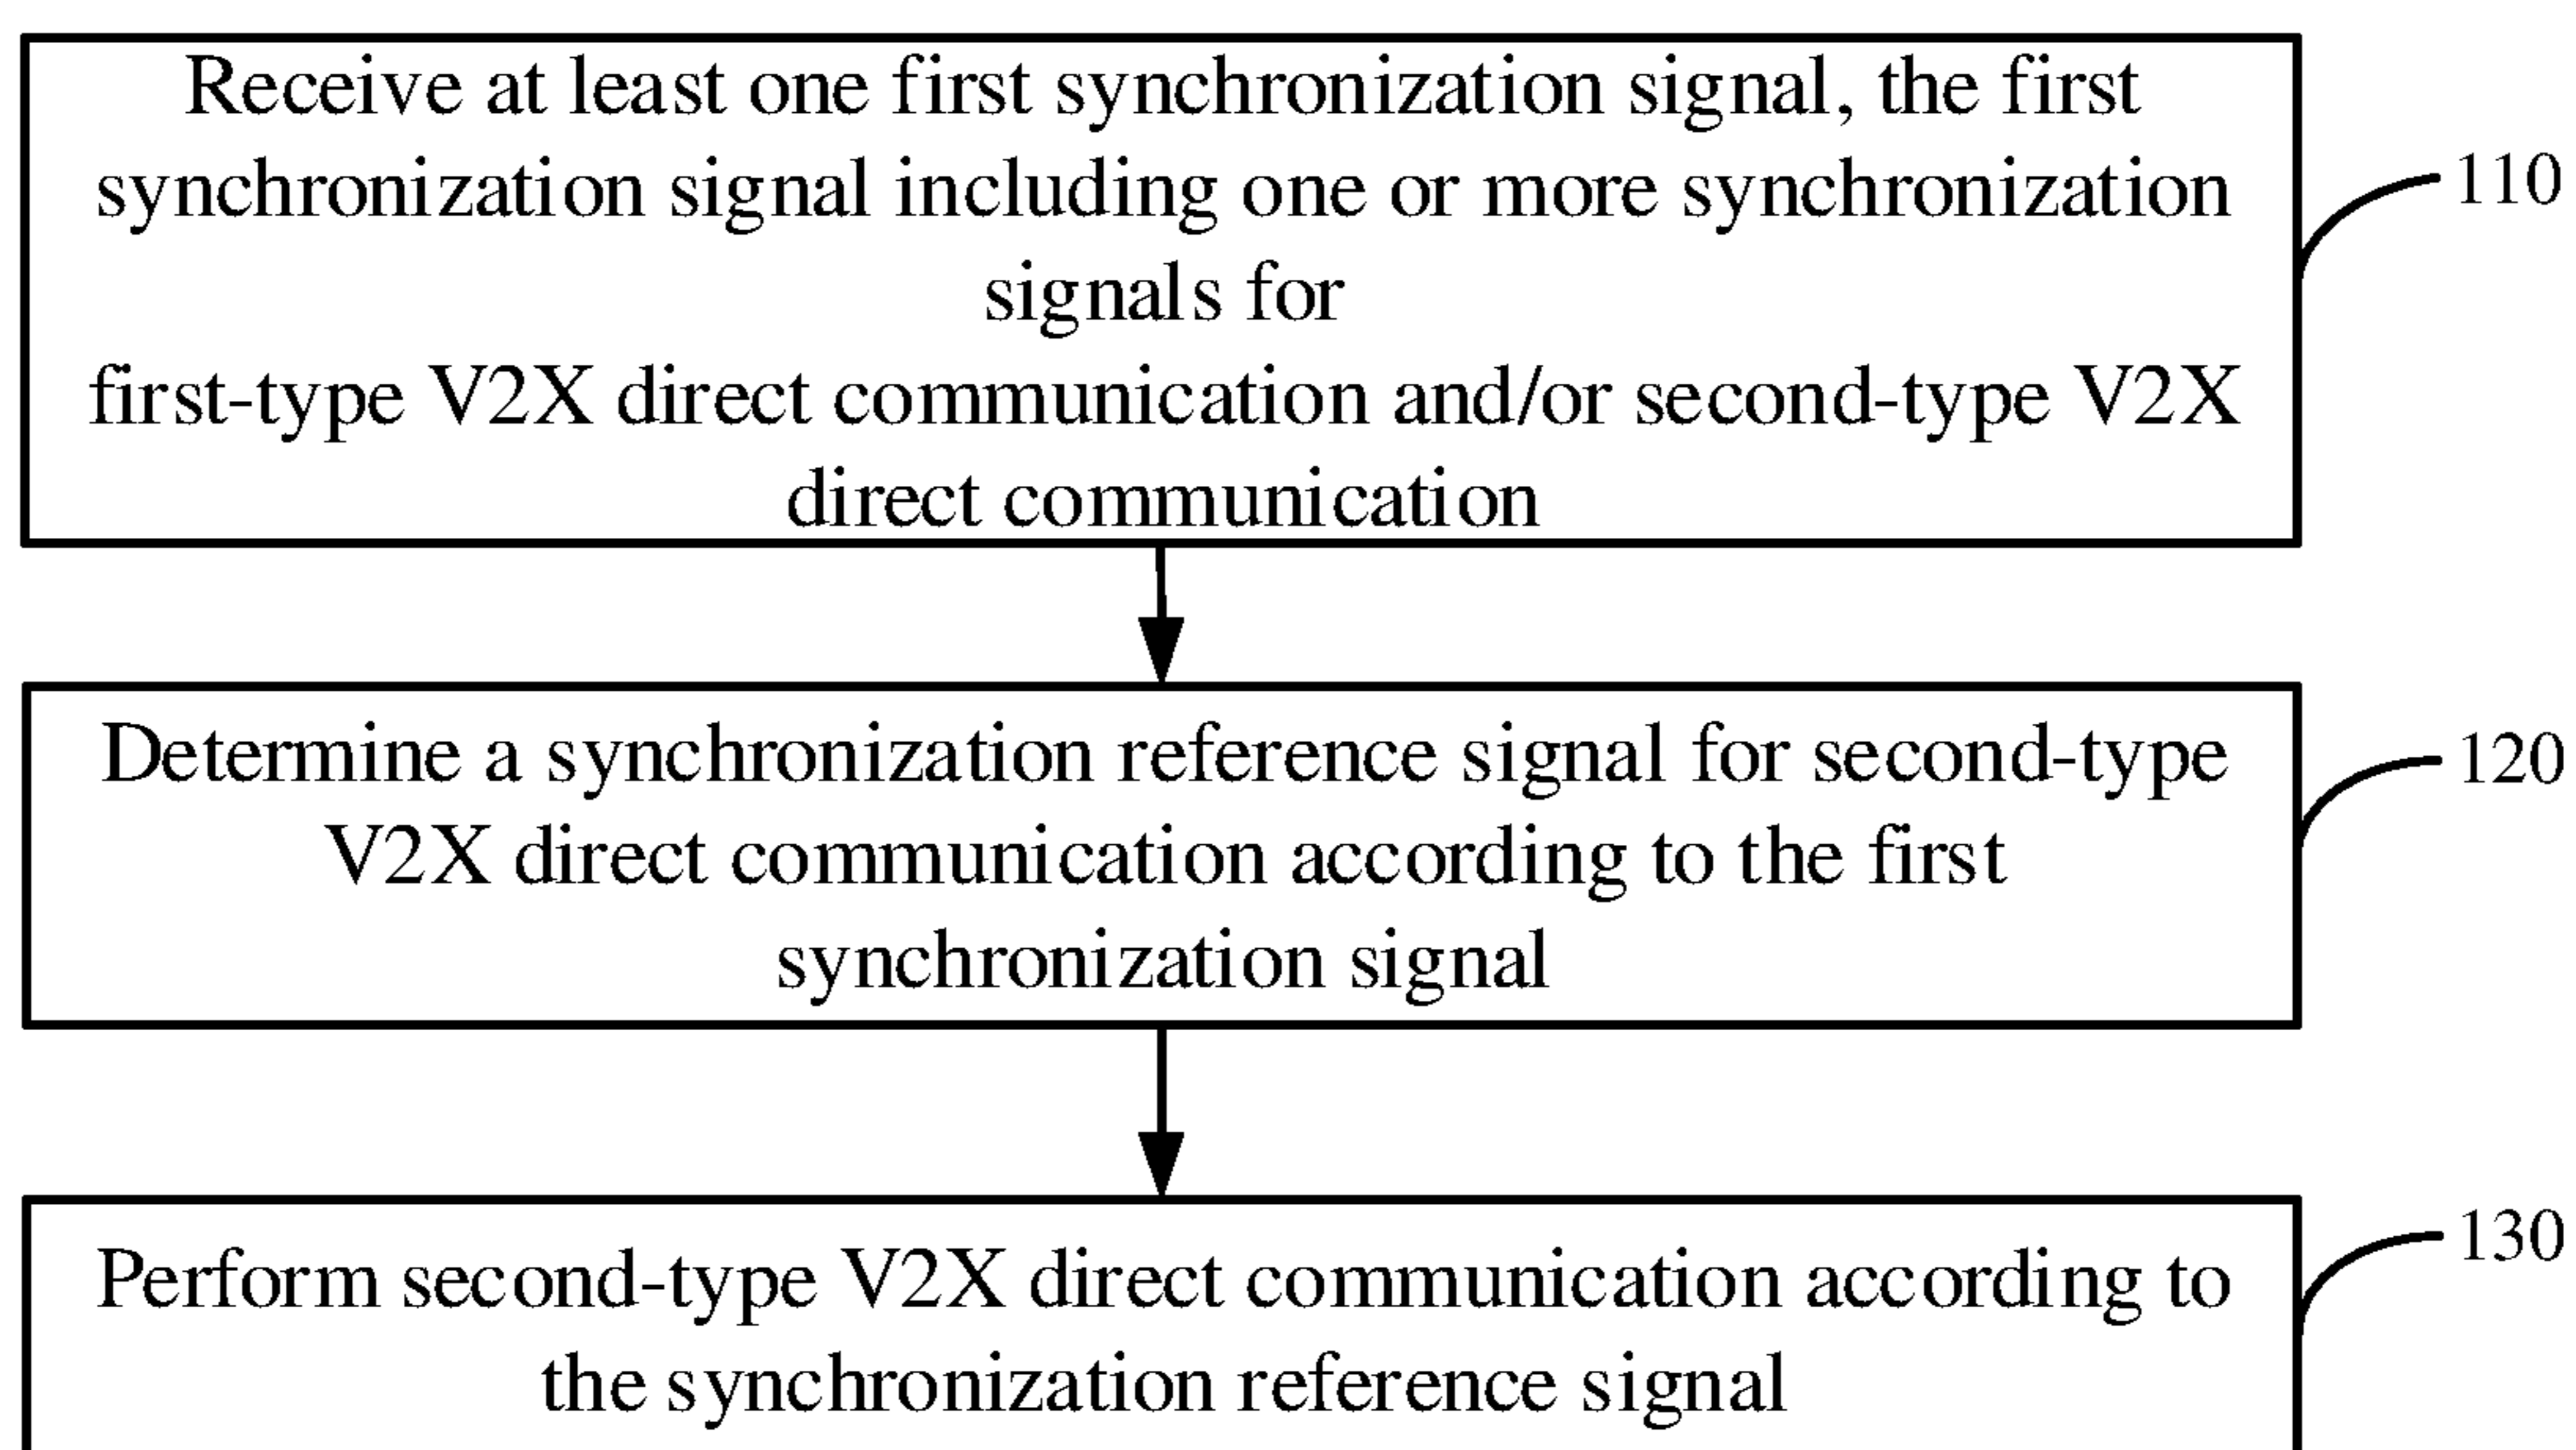 Receive at least one first synchronization signal, the first
synchronization signal including one or more synchronization
signals for
first-type V2X direct communication and/or second-type V2X
direct communication
110
Determine a synchronization reference signal for second-type
V2X direct communication according to the first
synchronization signal
120
Perform second-type V2X direct communication according to
the synchronization reference signal
130